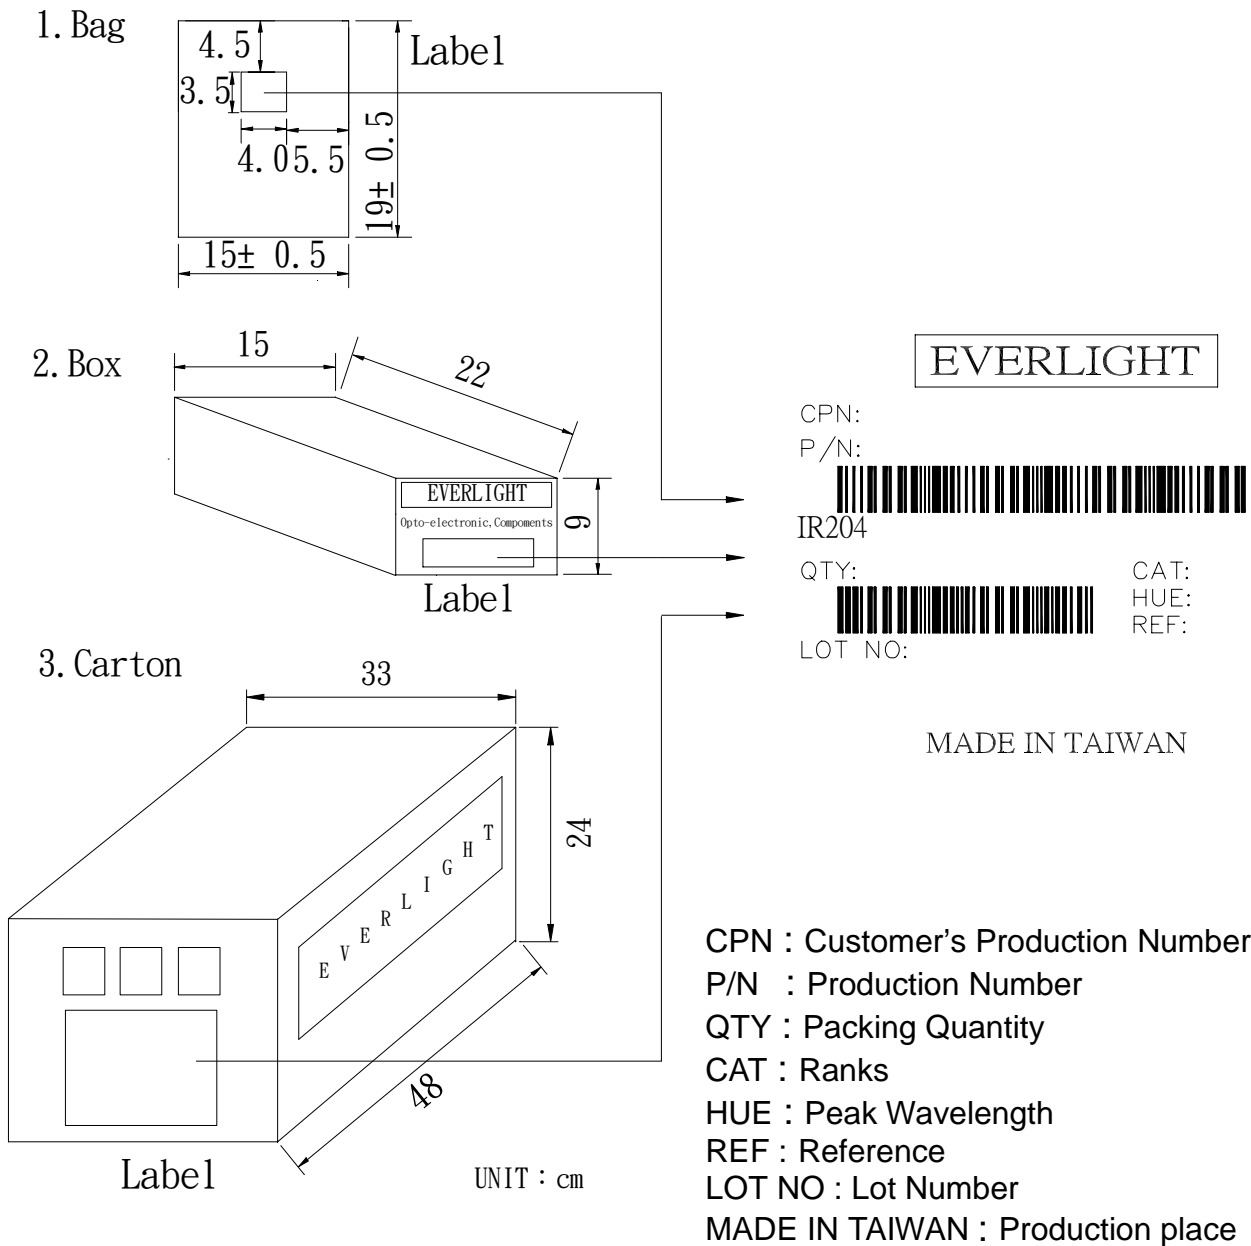 1. Bag
4.5
Label
3.5
4.0 5.5
19± 0.5
15± 0.5
2. Box
15
22
EVERLIGHT
Opto-electronic, Compoments
9
Label
3. Carton
33
24
EVERLIGHT
48
Label
UNIT：cm
EVERLIGHT
CPN:
P/N:
IR204
QTY:
CAT:
HUE:
REF:
LOT NO:
MADE IN TAIWAN
CPN：Customer’s Production Number
P/N ：Production Number
QTY：Packing Quantity
CAT：Ranks
HUE：Peak Wavelength
REF : Reference
LOT NO : Lot Number
MADE IN TAIWAN：Production place